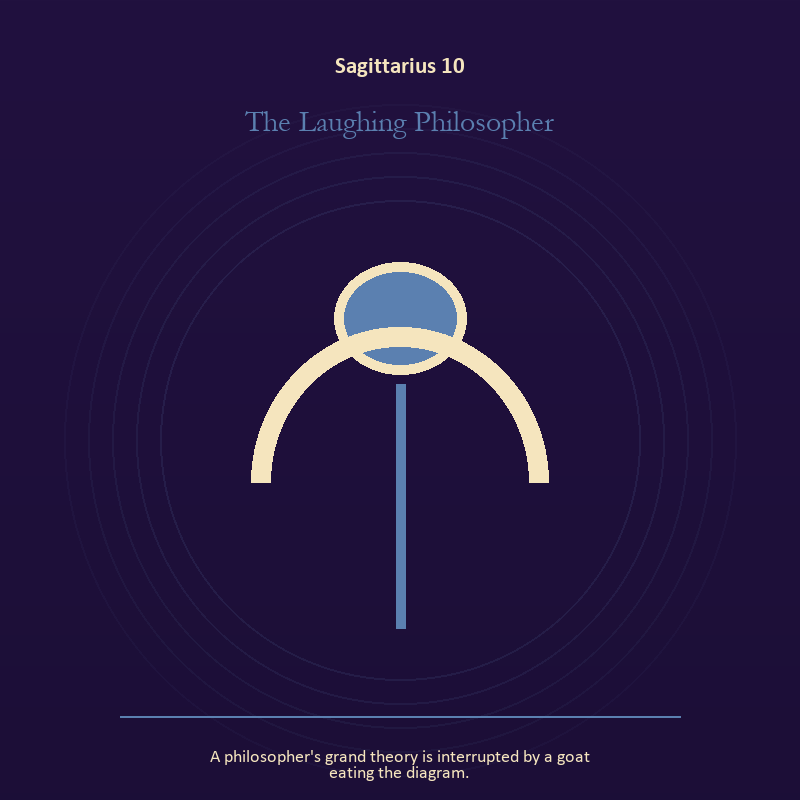 Sagittarius 10
The Laughing Philosopher
A philosopher's grand theory is interrupted by a goat
eating the diagram.